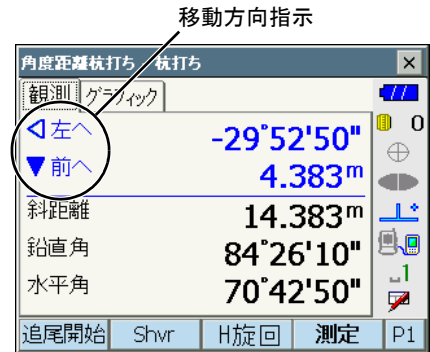 移動方向指示
角度距離杭打ち 杭打ち
観測 グラフィック
左へ -29°52'50" 0
前へ 4.383m
斜距離 14.383m
鉛直角 84°26'10"
水平角 70°42'50" 1
追尾開始 Shvr H旋回 測定 P1